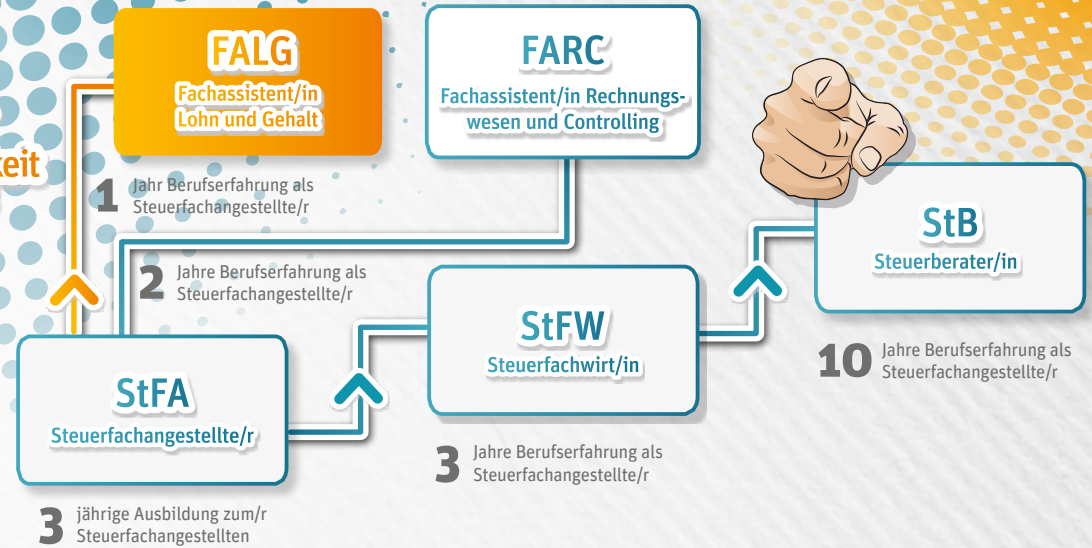 FALG
Fachassistent/in
Lohn und Gehalt
FARC
Fachassistent/in Rechnungs-
wesen und Controlling
keit
1 Jahr Berufserfahrung als
Steuerfachangestellte/r
2 Jahre Berufserfahrung als
Steuerfachangestellte/r
StB
Steuerberater/in
10 Jahre Berufserfahrung als
Steuerfachangestellte/r
StFW
Steuerfachwirt/in
3 Jahre Berufserfahrung als
Steuerfachangestellte/r
StFA
Steuerfachangestellte/r
3 jährige Ausbildung zum/r
Steuerfachangestellten